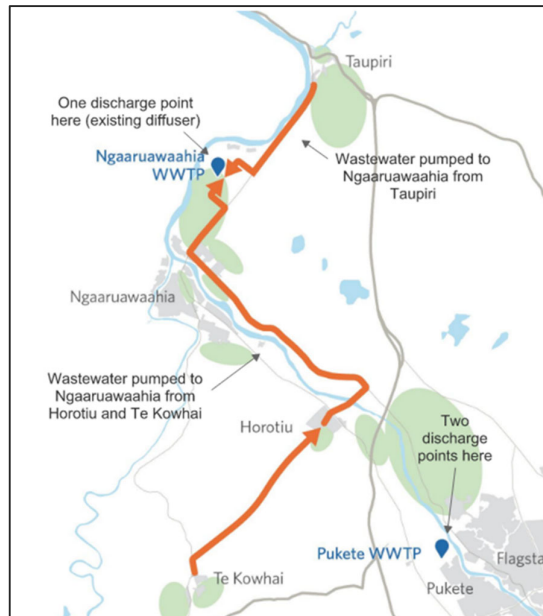 Taupiri
One discharge point
here (existing diffuser)
Ngaaruawaahia
WWTP
Wastewater pumped to
Ngaaruawaahia from
Taupiri
Ngaaruawaahia
Wastewater pumped to
Ngaaruawaahia from
Horotiu and Te Kowhai
Horotiu
Two
discharge
points here
Pukete WWTP
Flagsta
Te Kowhai
Pukete